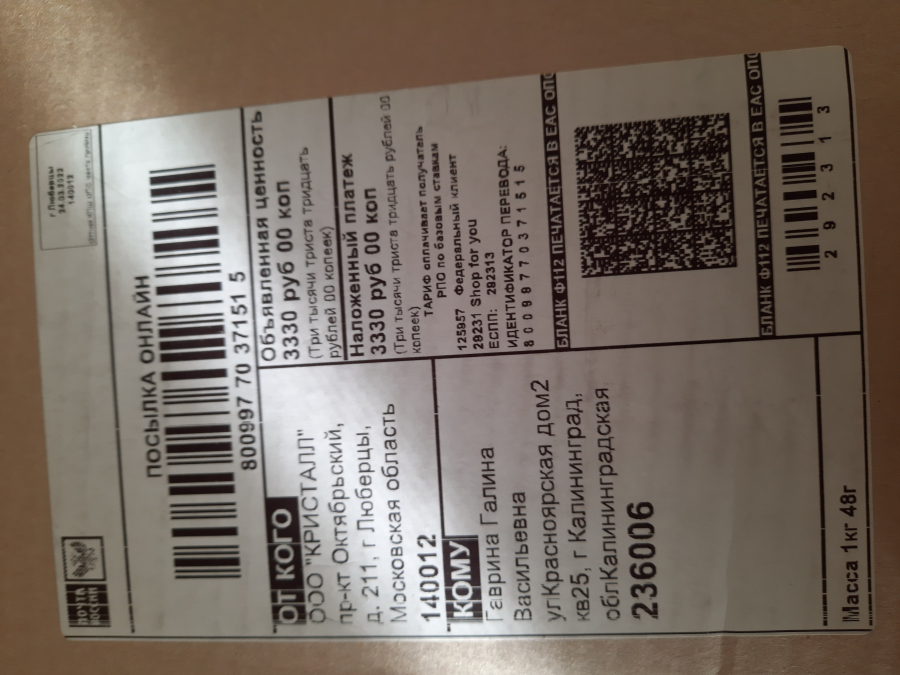 ПОЧТА
РОССИИ
г Люберцы
140012
ПОСЫЛКА ОНЛАЙН
800997 70 37151 5
ОТ КОГО
ООО "КРИСТАЛЛ"
пр-кт Октябрьский,
д. 211, г Люберцы,
Московская область
140012
Объявленная ценность
3330 руб 00 коп
(Три тысячи триста тридцать
рублей 00 копеек)
Наложенный платеж
3330 руб 00 коп
(Три тысячи триста тридцать рублей 00
копеек)
ТАРИФ оплачивает получатель
РПО по базовым ставкам
125957 Федеральный клиент
29231 Shop for you
ЕСПП: 292313
ИДЕНТИФИКАТОР ПЕРЕВОДА:
8 0 0 9 9 7 7 0 3 7 1 5 1 5
КОМУ
Гаврина Галина
Васильевна
ул Красноярская дом2
кв25, г Калининград,
облКалининградская
236006
БЛАНК Ф112 ПЕЧАТАЕТСЯ В ЕАС ОПС
БЛАНК Ф112 ПЕЧАТАЕТСЯ В ЕАС ОПС
2 9 2 3 1 3
Масса 1кг 48г